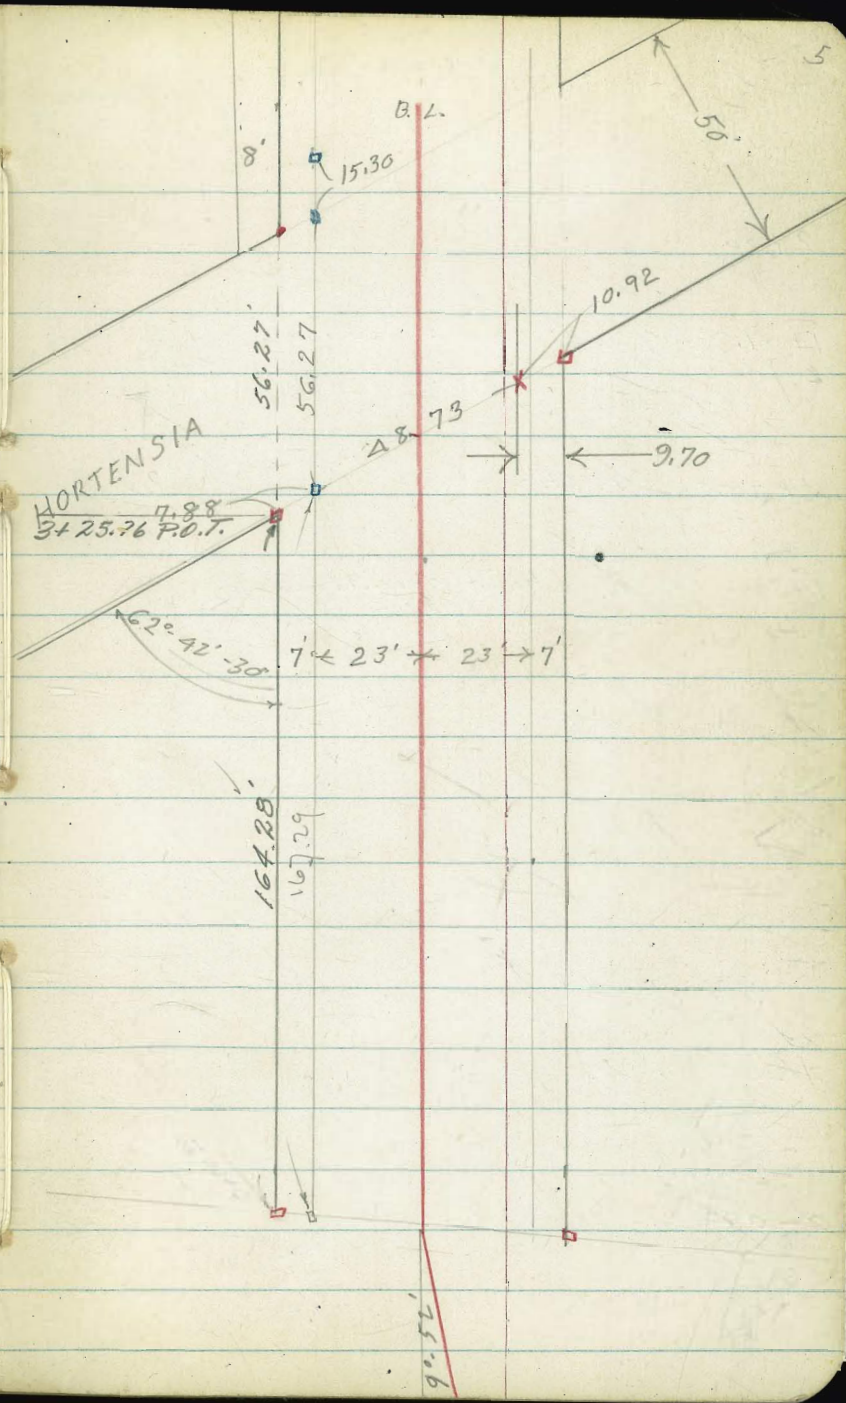 5
B. L.
50'
8'
15.30
10.92
56.27'
56.27
Δ 8-73
9.70
HORTENSIA
7.88
3+25.76 P.O.T.
62°-42'-30"
7' 23' 23' 7'
164.28'
167.29
9°-52'